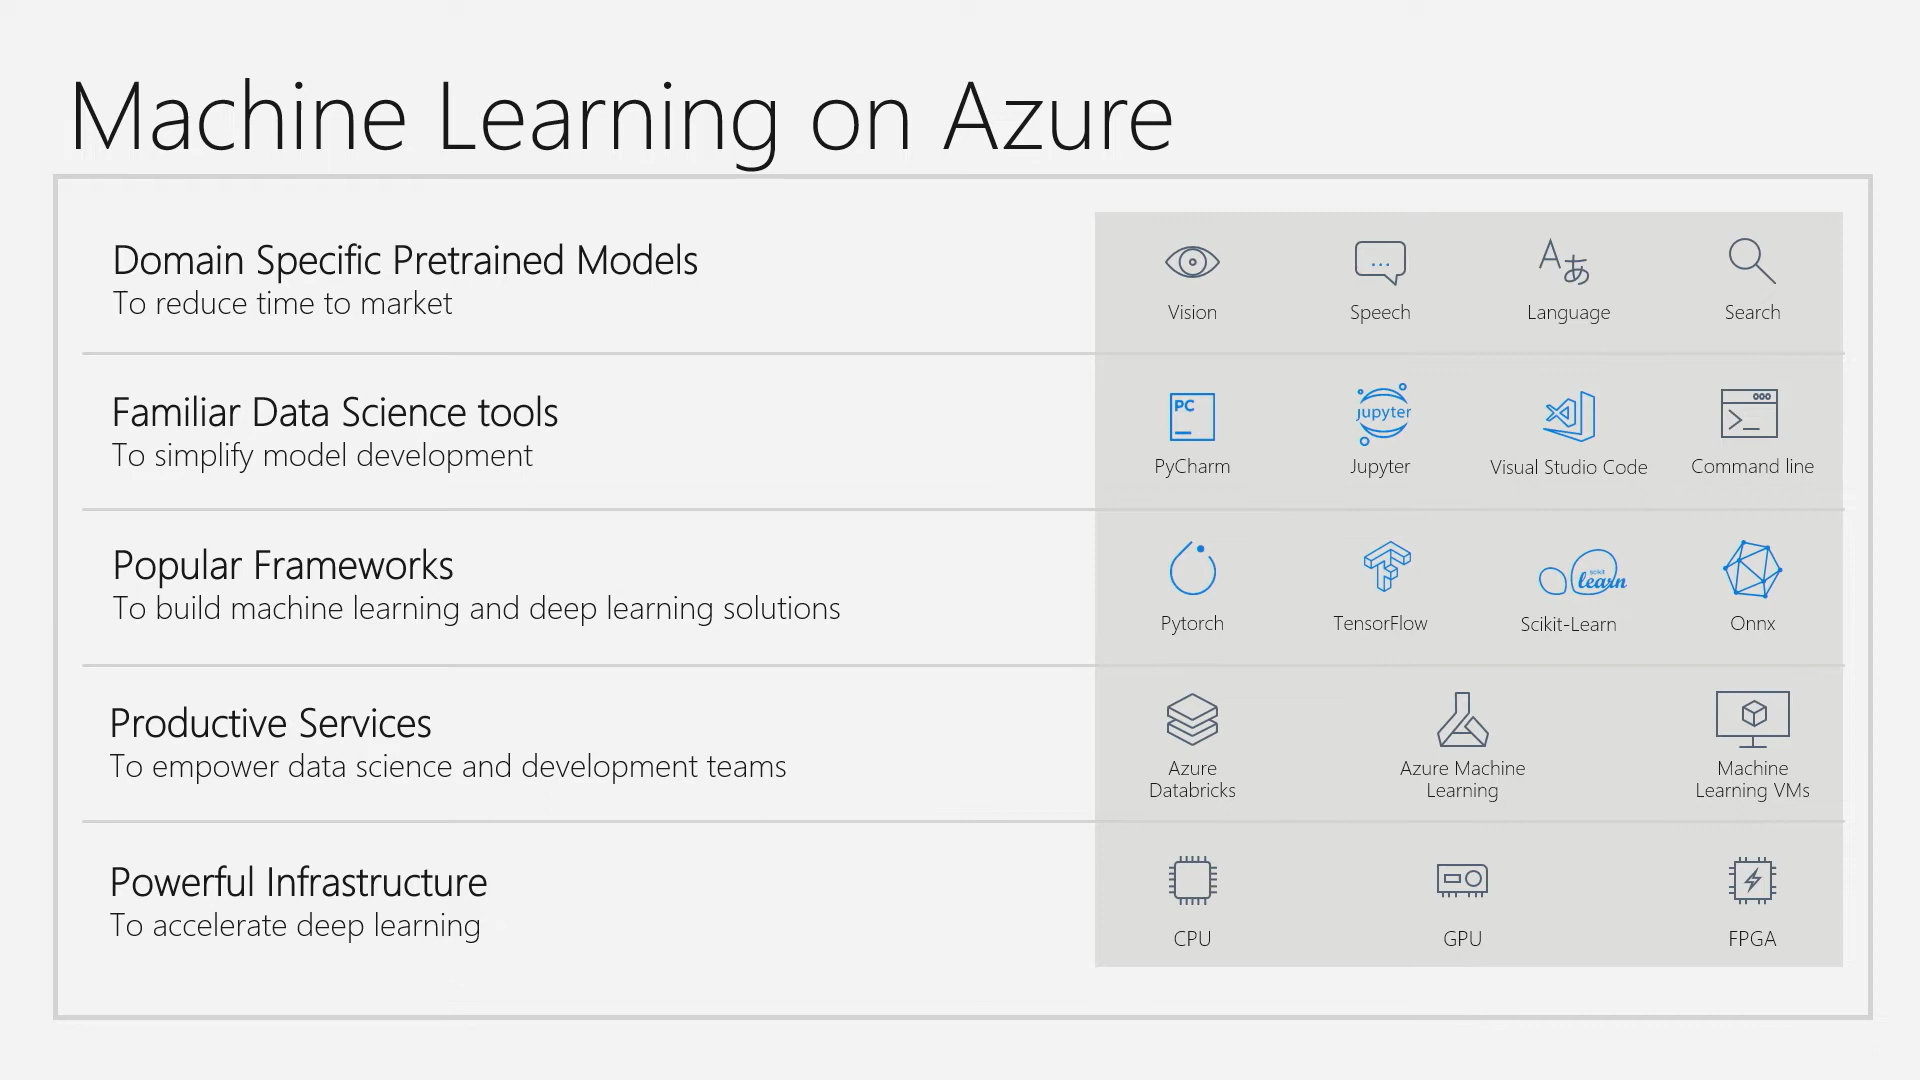 Machine Learning on Azure
Domain Specific Pretrained Models
To reduce time to market
Vision
Speech
A あ
Language
Search
Familiar Data Science tools
To simplify model development
PC
PyCharm
jupyter
Jupyter
Visual Studio Code
Command line
Popular Frameworks
To build machine learning and deep learning solutions
Pytorch
TensorFlow
scikit
learn
Scikit-Learn
Onnx
Productive Services
To empower data science and development teams
Azure
Databricks
Azure Machine
Learning
Machine
Learning VMs
Powerful Infrastructure
To accelerate deep learning
CPU
GPU
FPGA